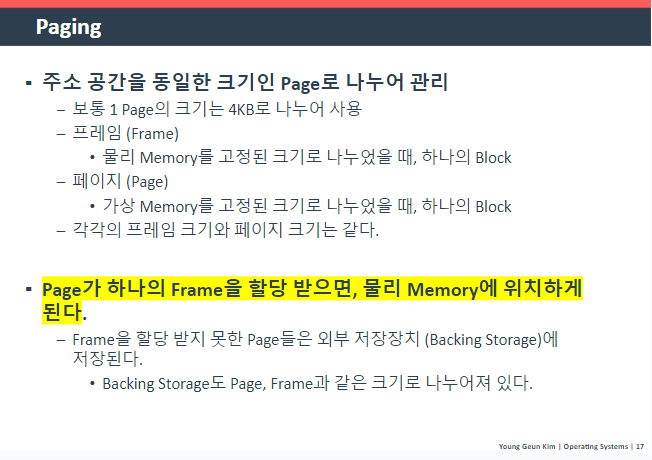 Paging
▪ 주소 공간을 동일한 크기인 Page로 나누어 관리
– 보통 1 Page의 크기는 4KB로 나누어 사용
– 프레임 (Frame)
• 물리 Memory를 고정된 크기로 나누었을 때, 하나의 Block
– 페이지 (Page)
• 가상 Memory를 고정된 크기로 나누었을 때, 하나의 Block
– 각각의 프레임 크기와 페이지 크기는 같다.
▪ Page가 하나의 Frame을 할당 받으면, 물리 Memory에 위치하게
된다.
– Frame을 할당 받지 못한 Page들은 외부 저장장치 (Backing Storage)에
저장된다.
• Backing Storage도 Page, Frame과 같은 크기로 나누어져 있다.
Young Geun Kim | Operating Systems | 17